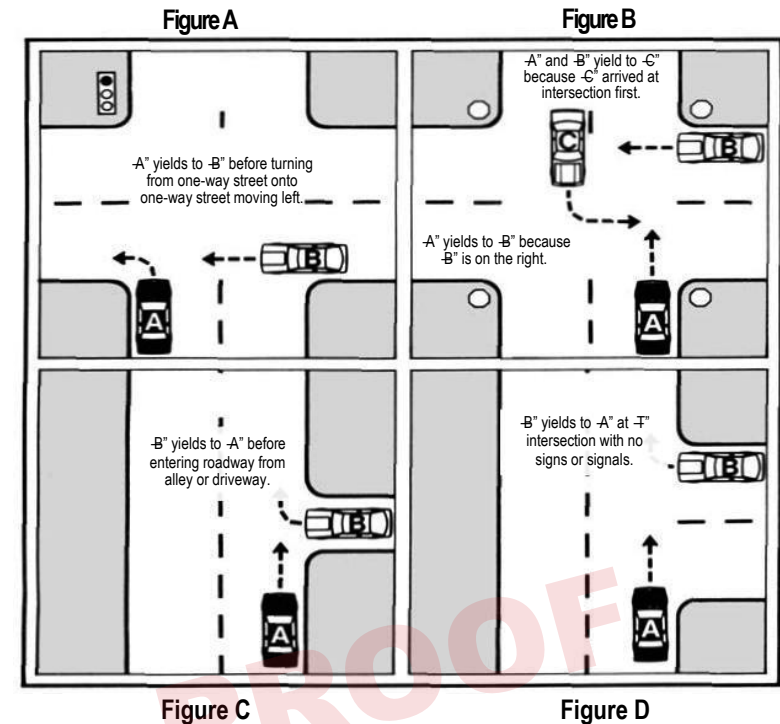 Figure A
Figure B
-A” yields to -B” before turning
from one-way street onto
one-way street moving left.
B
A
-A” and -B” yield to -C”
because -C” arrived at
intersection first.
C
B
-A” yields to -B” because
-B” is on the right.
A
-B” yields to -A” before
entering roadway from
alley or driveway.
B
A
-B” yields to -A” at -T”
intersection with no
signs or signals.
B
A
PROOF
Figure C
Figure D